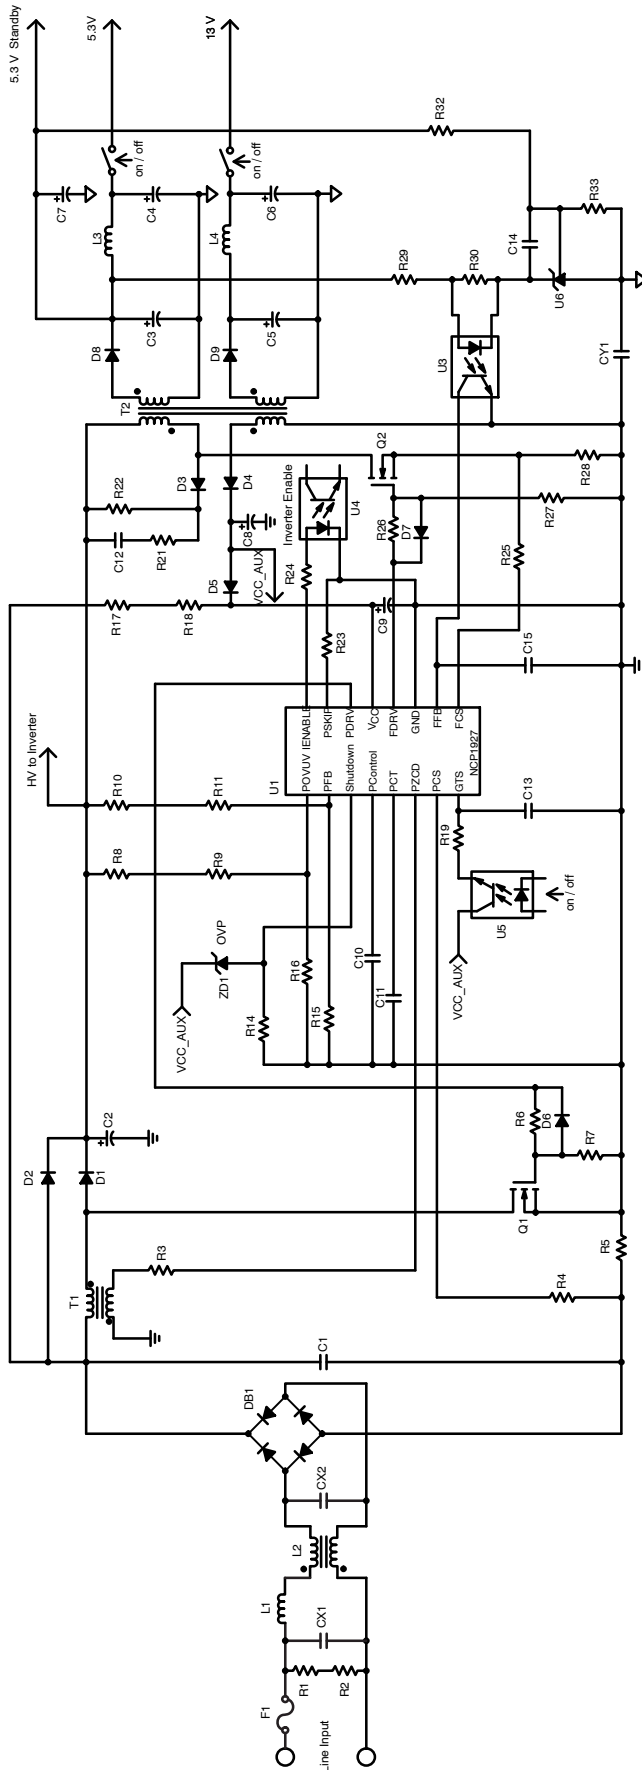 5.3 V Standby
5.3V
13 V
R32
on / off
on / off
C7
C4
C6
R33
L3
L4
C14
R29
R30
U6
D8
C3
D9
C5
U3
CY1
T2
Q2
R22
D3
D4
U4
R28
C12
R21
C8
Inverter Enable
R26
D7
R27
D5
VCC_AUX
R24
R25
R17
R18
R23
C9
C15
HV to Inverter
U1
POVUV
IENABLE
PFB
PSKIP
Shutdown
PDRV
PControl
VCC
PCT
FDRV
PZCD
GND
PCS
FFB
GTS
FCS
NCP1927
R10
R11
R8
R9
R19
C13
OVP
ZD1
R16
C10
U5
on / off
VCC_AUX
R14
R15
C11
VCC_AUX
C2
R6
D6
R7
D2
D1
Q1
R3
R5
T1
R4
C1
DB1
CX2
L2
L1
CX1
R1
R2
F1
Line Input